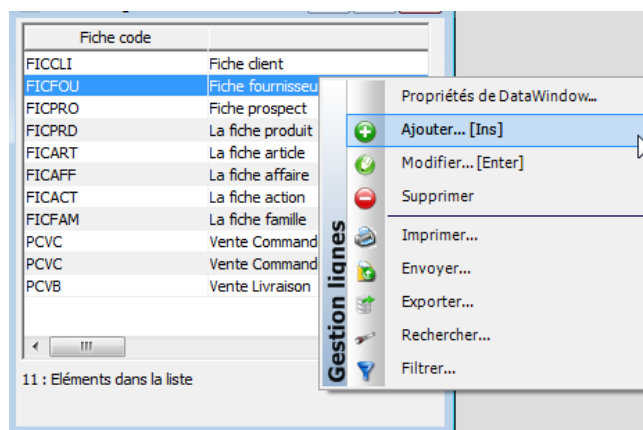 Fiche code
FICCLI Fiche client
FICFOU Fiche fournisseu
FICPRO Fiche prospect
FICPRD La fiche produit
FICART La fiche article
FICAFF La fiche affaire
FICACT La fiche action
FICFAM La fiche famille
PCVC Vente Command
PCVC Vente Command
PCVB Vente Livraison
11 : Eléments dans la liste
Gestion lignes
Propriétés de DataWindow...
Ajouter... [Ins]
Modifier... [Enter]
Supprimer
Imprimer...
Envoyer...
Exporter...
Rechercher...
Filtrer...